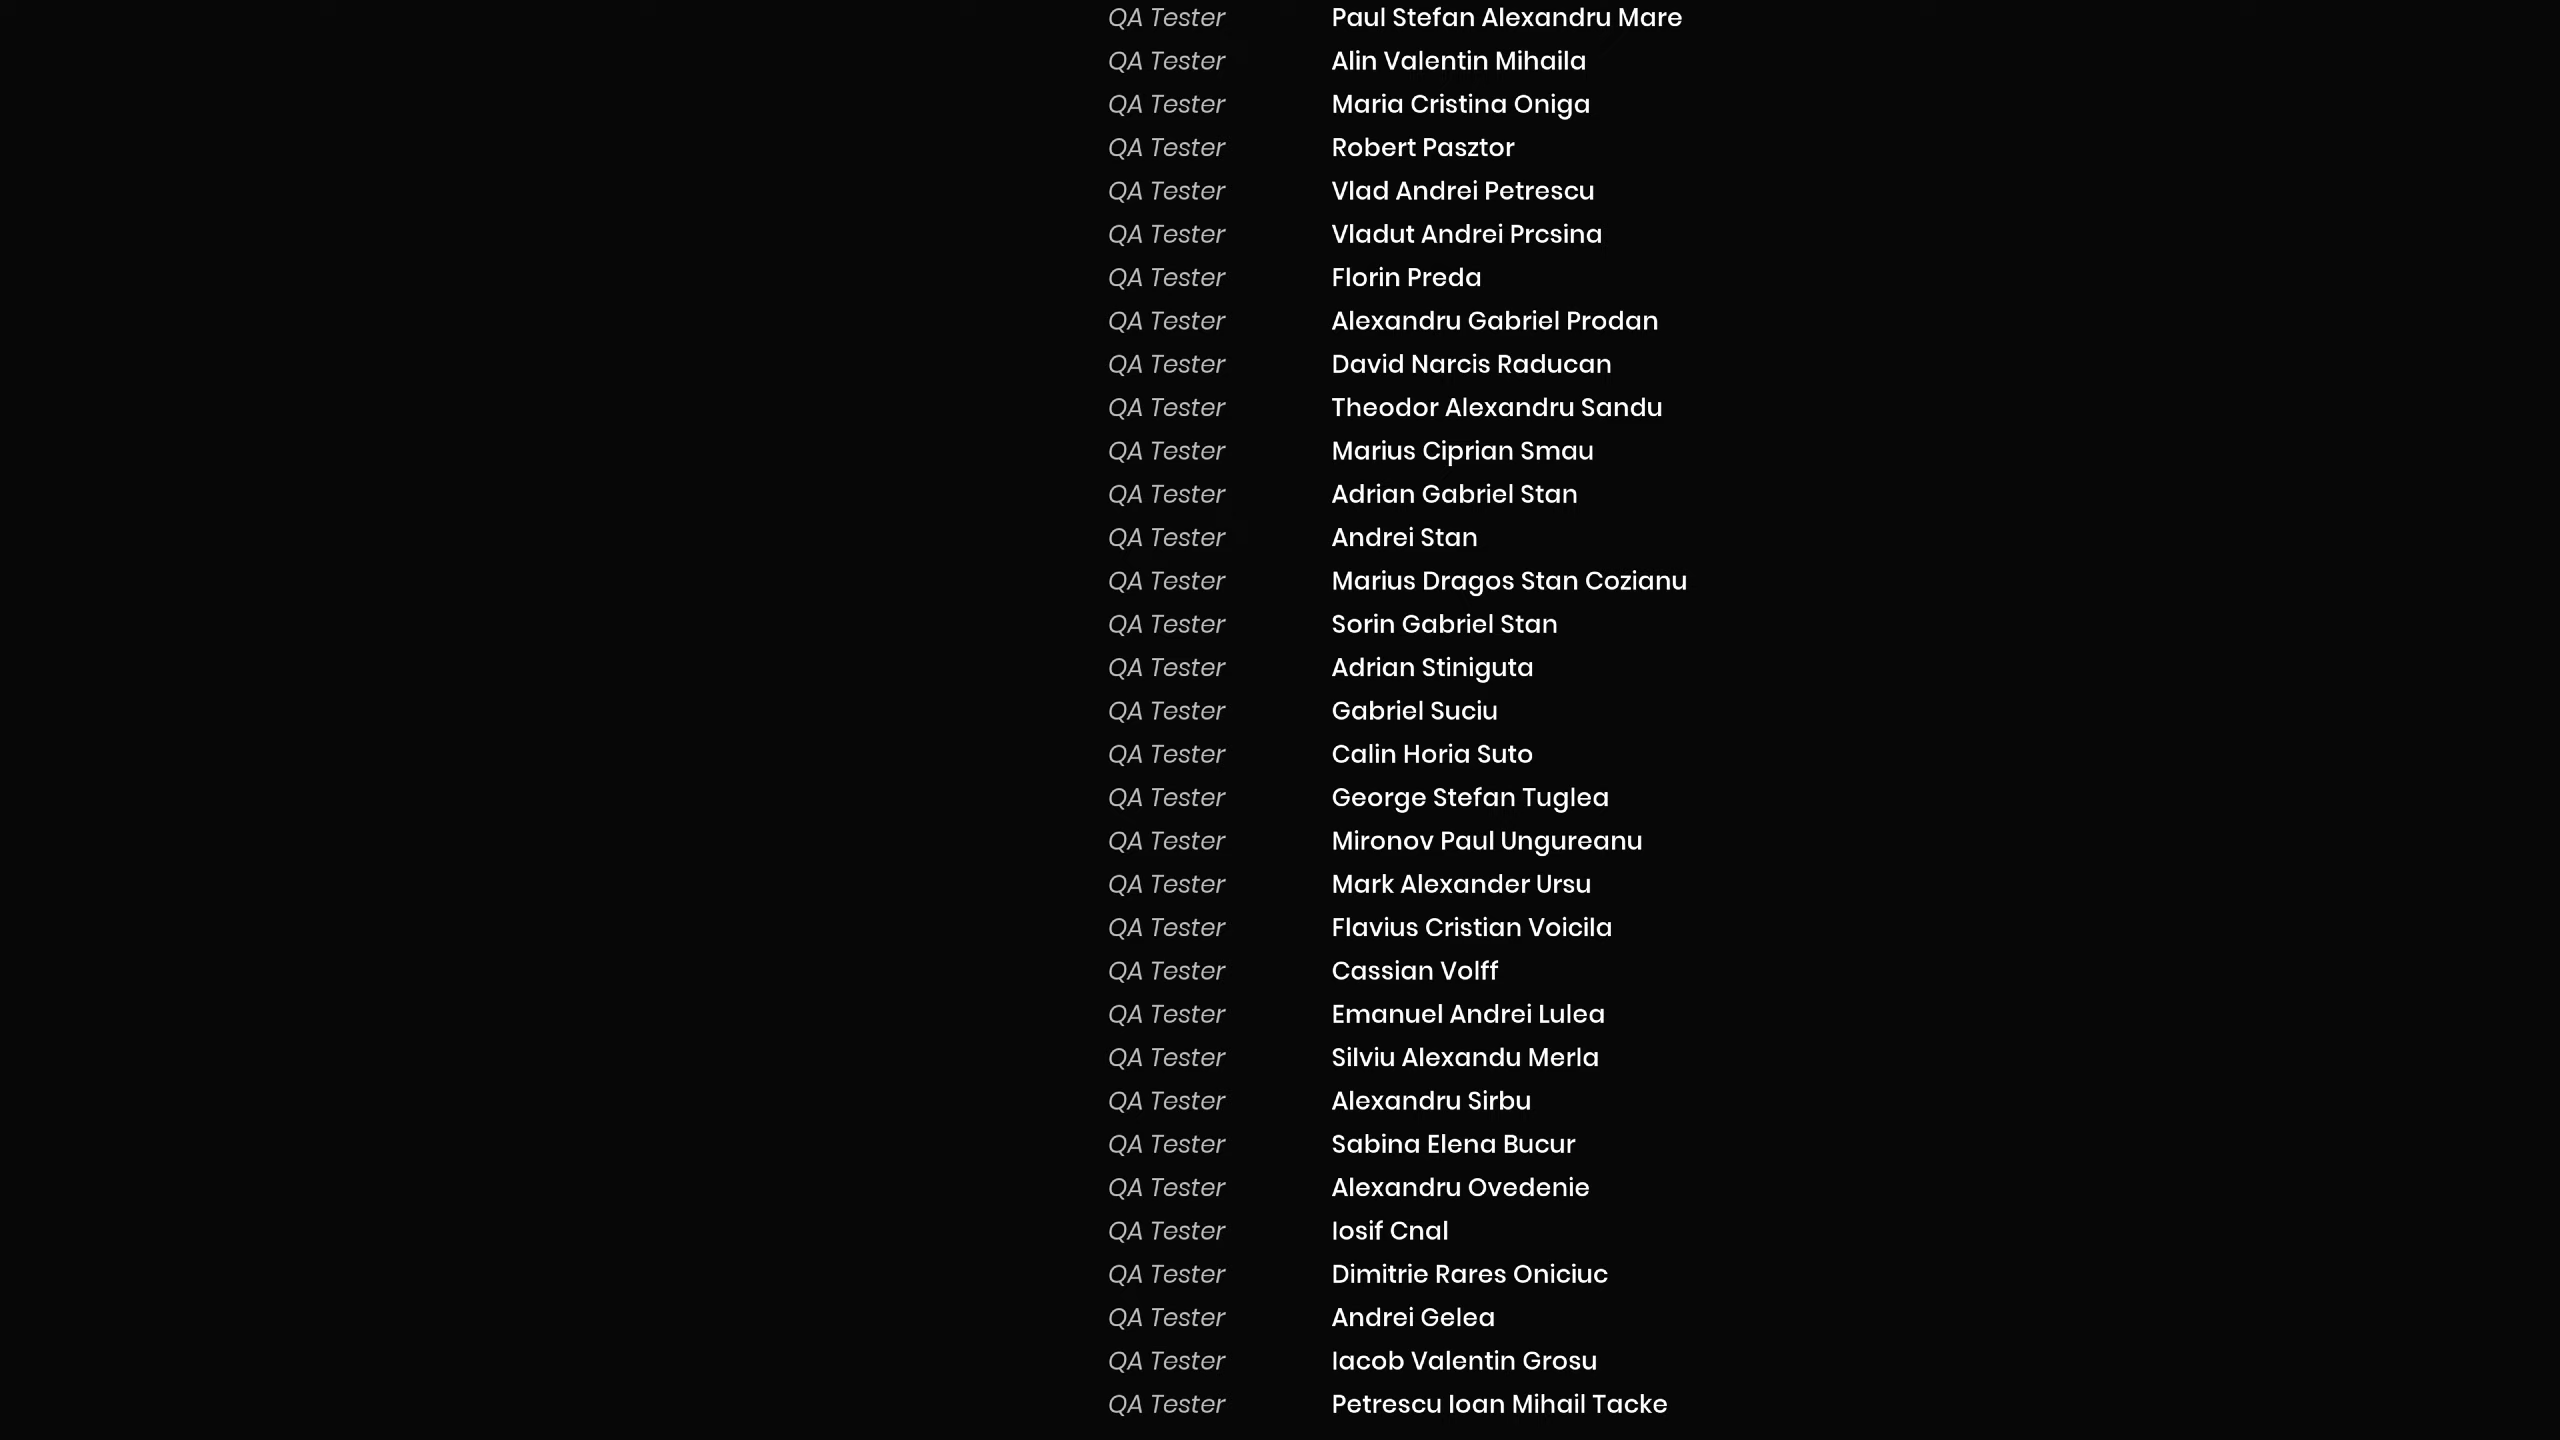 QA Tester Paul Stefan Alexandru Mare
QA Tester Alin Valentin Mihaila
QA Tester Maria Cristina Oniga
QA Tester Robert Pasztor
QA Tester Vlad Andrei Petrescu
QA Tester Vladut Andrei Prcsina
QA Tester Florin Preda
QA Tester Alexandru Gabriel Prodan
QA Tester David Narcis Raducan
QA Tester Theodor Alexandru Sandu
QA Tester Marius Ciprian Smau
QA Tester Adrian Gabriel Stan
QA Tester Andrei Stan
QA Tester Marius Dragos Stan Cozianu
QA Tester Sorin Gabriel Stan
QA Tester Adrian Stiniguta
QA Tester Gabriel Suciu
QA Tester Calin Horia Suto
QA Tester George Stefan Tuglea
QA Tester Mironov Paul Ungureanu
QA Tester Mark Alexander Ursu
QA Tester Flavius Cristian Voicila
QA Tester Cassian Volff
QA Tester Emanuel Andrei Lulea
QA Tester Silviu Alexandu Merla
QA Tester Alexandru Sirbu
QA Tester Sabina Elena Bucur
QA Tester Alexandru Ovedenie
QA Tester Iosif Cnal
QA Tester Dimitrie Rares Oniciuc
QA Tester Andrei Gelea
QA Tester Iacob Valentin Grosu
QA Tester Petrescu Ioan Mihail Tacke